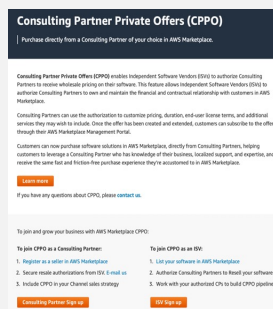 Consulting Partner Private Offers (CPPO)
Purchase directly from a Consulting Partner of your choice in AWS Marketplace.
Consulting Partner Private Offers (CPPO) enables Independent Software Vendors (ISVs) to authorize Consulting
Partners to receive wholesale pricing on their software. This feature allows Independent Software Vendors (ISVs) to
authorize Consulting Partners to own and maintain the financial and contractual relationship with customers in AWS
Marketplace.
Consulting Partners can use the authorization to customize pricing, duration, end-user license terms, and additional
services they may wish to include. Once the offer has been created and extended, customers can subscribe to the offer
through their AWS Marketplace Management Portal.
Customers can now purchase software solutions in AWS Marketplace, directly from Consulting Partners, helping
customers to leverage a Consulting Partner who has knowledge of their business, localized support, and expertise, and
receive the same fast and friction-free purchase experience they're accustomed to in AWS Marketplace.
Learn more
If you have any questions about CPPO, please contact us.
To join and grow your business with AWS Marketplace CPPO:
To join CPPO as a Consulting Partner:
1. Register as a seller in AWS Marketplace
2. Secure resale authorizations from ISV. E-mail us
3. Include CPPO in your Channel sales strategy
Consulting Partner Sign up
To join CPPO as an ISV:
1. List your software in AWS Marketplace
2. Authorize Consulting Partners to Resell your software
3. Work with your authorized CPs to build CPPO pipeline
ISV Sign up